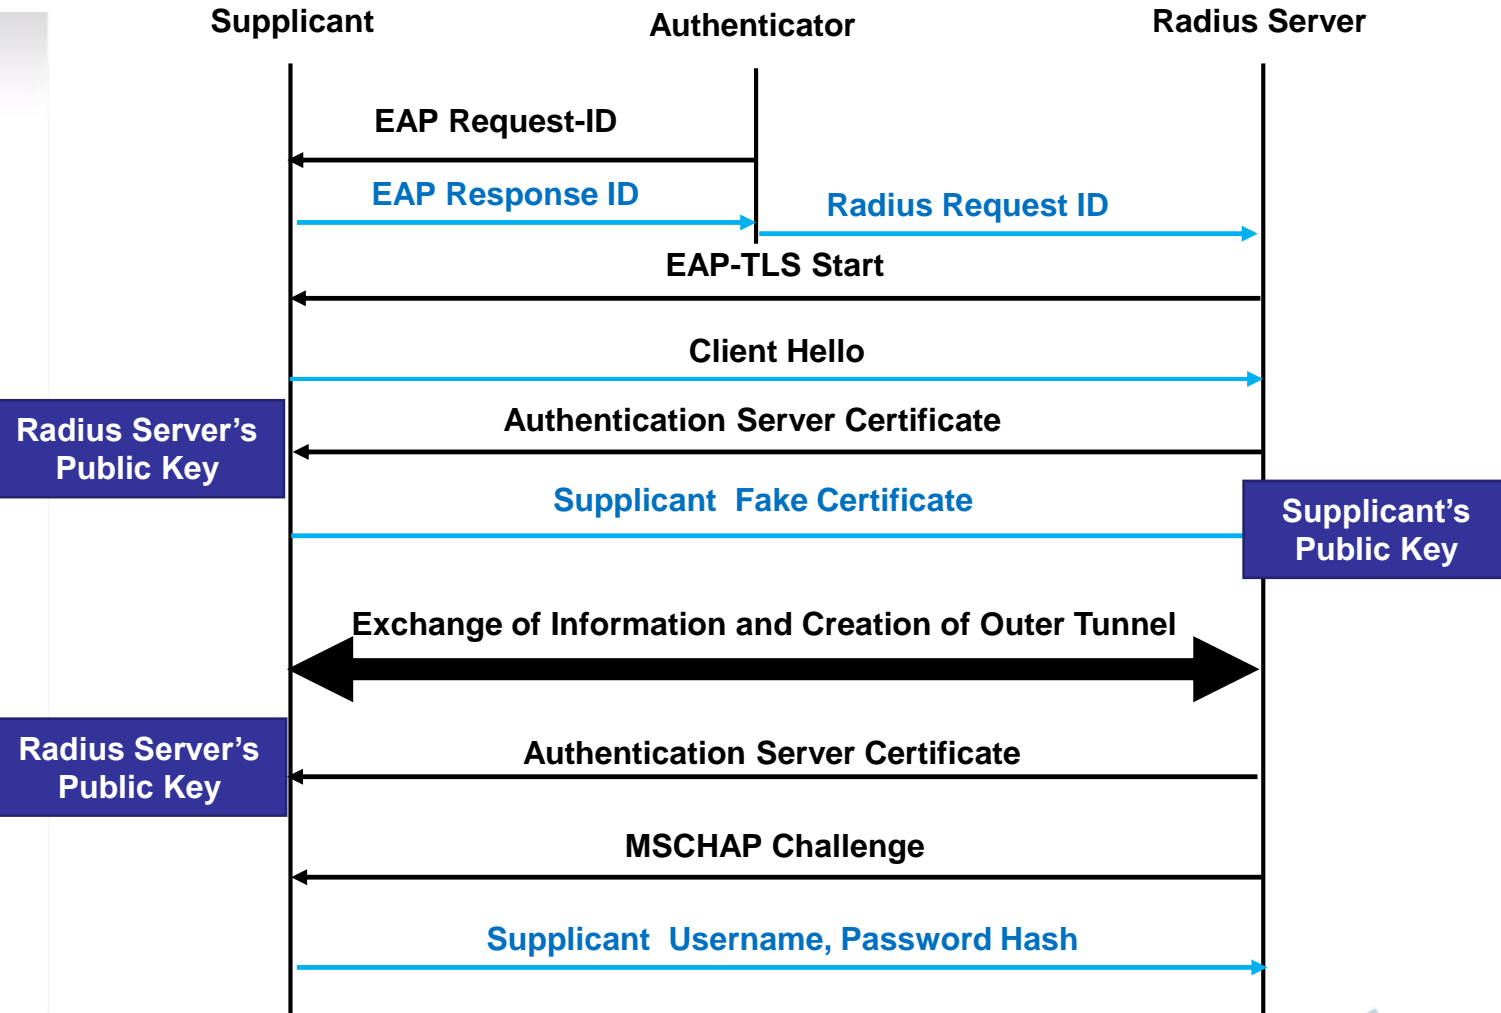 Supplicant
Authenticator
Radius Server
EAP Request-ID
EAP Response ID
Radius Request ID
EAP-TLS Start
Client Hello
Authentication Server Certificate
Radius Server’s
Public Key
Supplicant Fake Certificate
Supplicant’s
Public Key
Exchange of Information and Creation of Outer Tunnel
Radius Server’s
Public Key
Authentication Server Certificate
MSCHAP Challenge
Supplicant Username, Password Hash